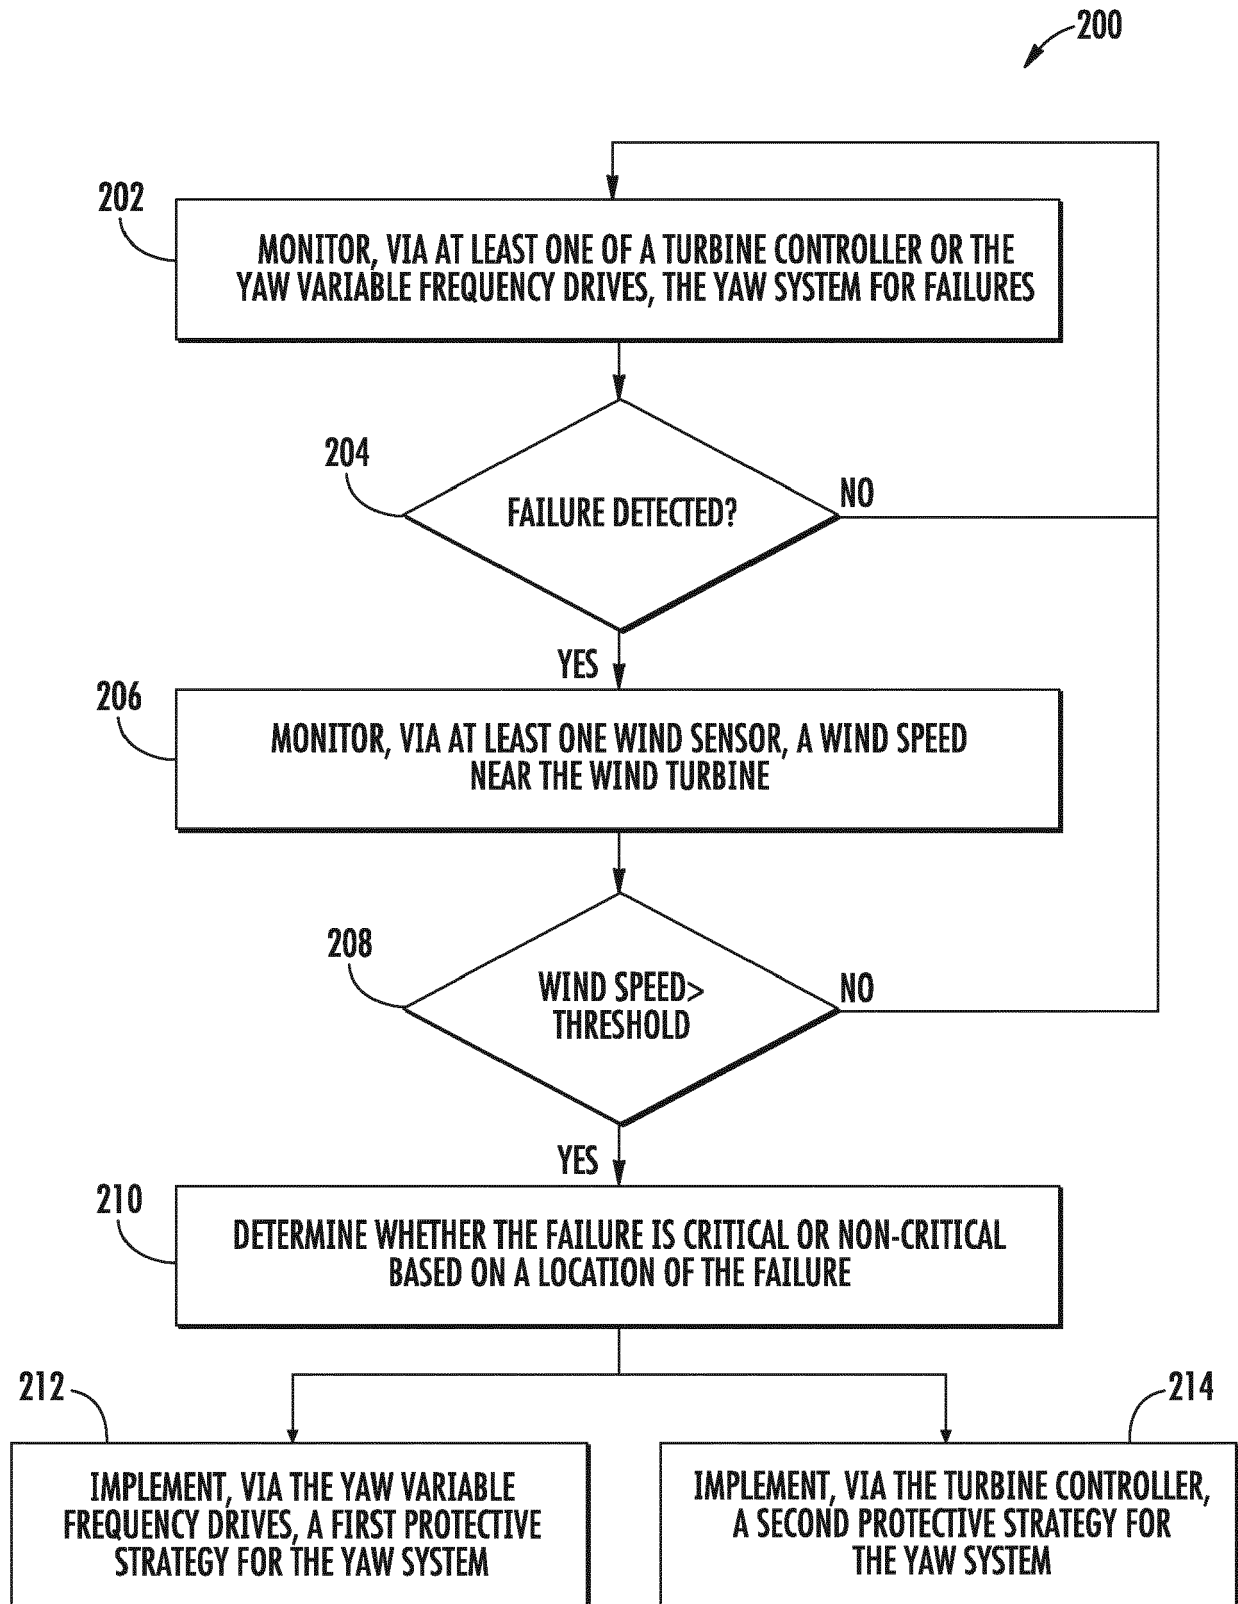 200
202
MONITOR, VIA AT LEAST ONE OF A TURBINE CONTROLLER OR THE
YAW VARIABLE FREQUENCY DRIVES, THE YAW SYSTEM FOR FAILURES
204
FAILURE DETECTED?
NO
YES
206
MONITOR, VIA AT LEAST ONE WIND SENSOR, A WIND SPEED
NEAR THE WIND TURBINE
208
WIND SPEED>
THRESHOLD
NO
YES
210
DETERMINE WHETHER THE FAILURE IS CRITICAL OR NON-CRITICAL
BASED ON A LOCATION OF THE FAILURE
212
IMPLEMENT, VIA THE YAW VARIABLE
FREQUENCY DRIVES, A FIRST PROTECTIVE
STRATEGY FOR THE YAW SYSTEM
214
IMPLEMENT, VIA THE TURBINE CONTROLLER,
A SECOND PROTECTIVE STRATEGY FOR
THE YAW SYSTEM